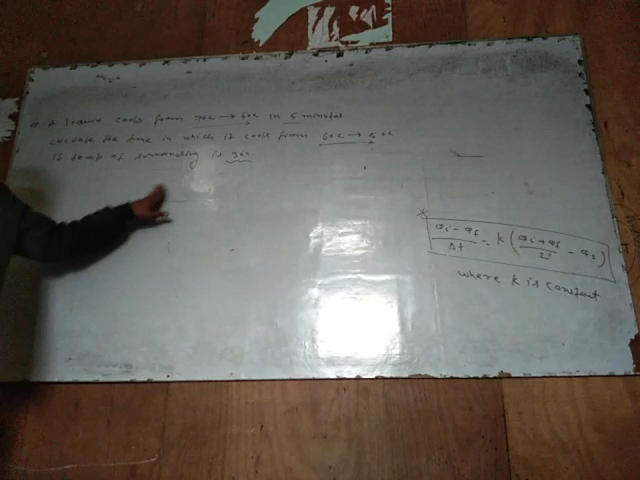 Q. A liquid cools from 70°C → 60°C in 5 minutes
calculate the time in which it cools from 60°C → 50°C
if temp of surrounding is 30°C.
* (θi - θf)/Δt = k ((θi + θf)/2 - θs)
where k is constant